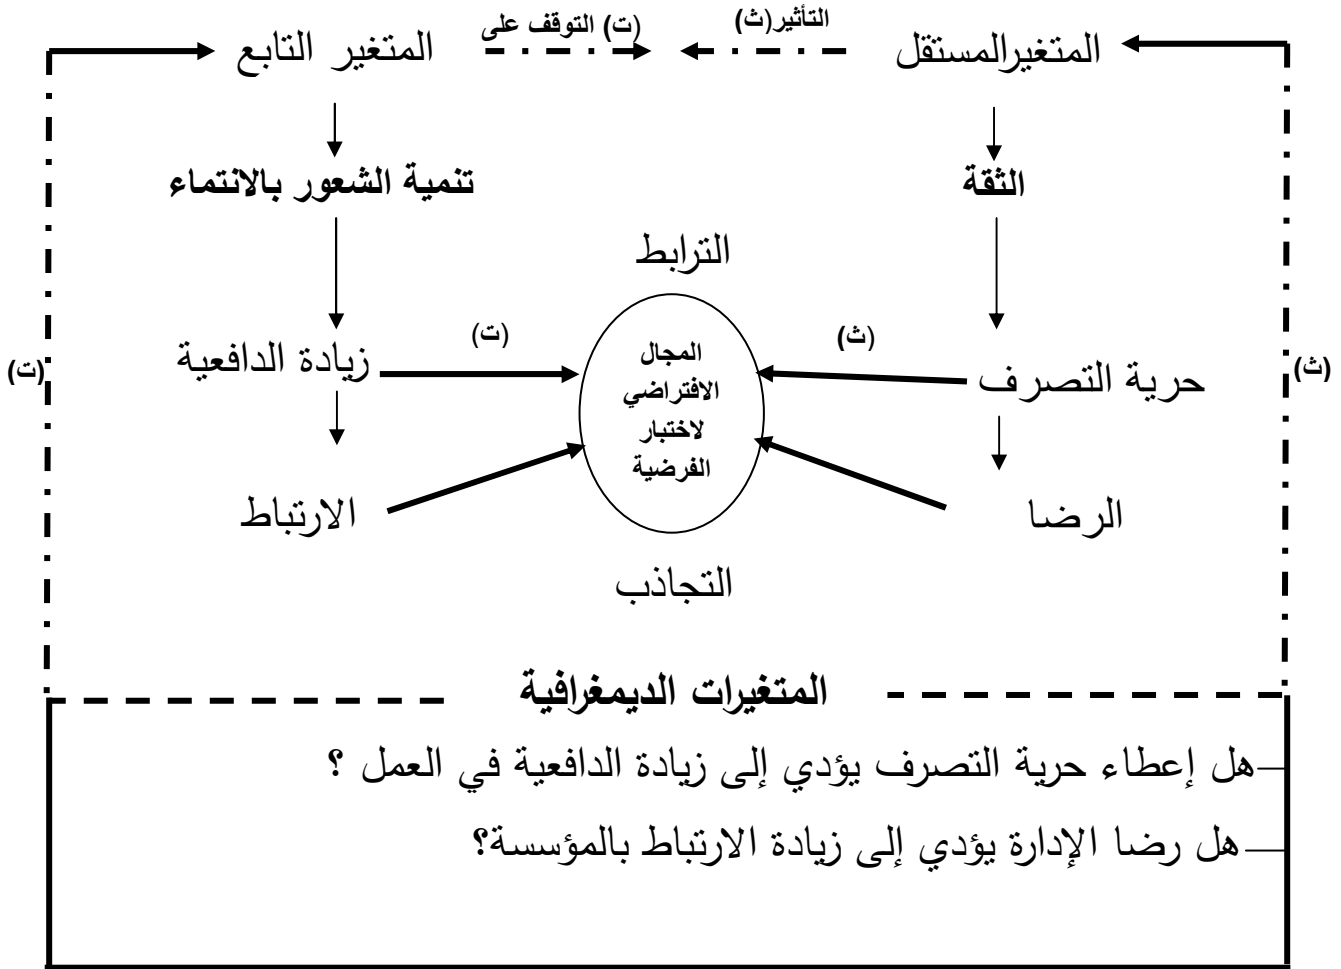 المتغيرالمستقل
التأثير(ث)
(ت) التوقف على
المتغير التابع
الثقة
تنمية الشعور بالانتماء
الترابط
(ث)
حرية التصرف
(ث)
المجال
الافتراضي
لاختبار
الفرضية
(ت)
زيادة الدافعية
(ت)
الرضا
الارتباط
التجاذب
المتغيرات الديمغرافية
–هل إعطاء حرية التصرف يؤدي إلى زيادة الدافعية في العمل ؟
–هل رضا الإدارة يؤدي إلى زيادة الارتباط بالمؤسسة؟